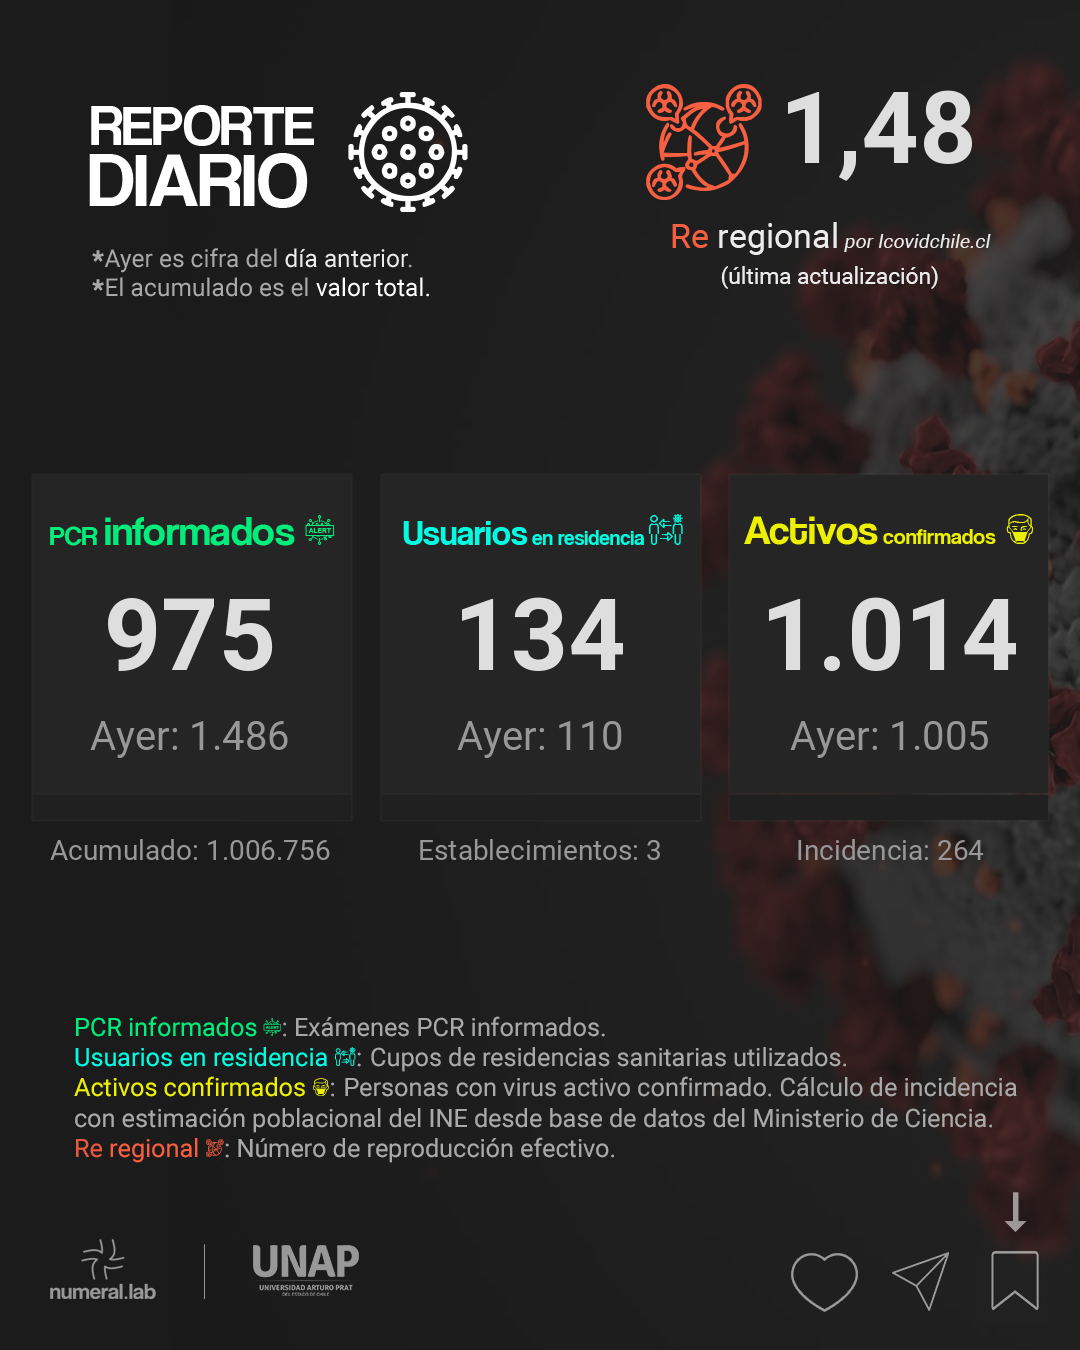 REPORTE
DIARIO
*Ayer es cifra del día anterior.
*El acumulado es el valor total.
1,48
Re regional por Icovidchile.cl
(última actualización)
PCR informados ALERT
975
Ayer: 1.486
Acumulado: 1.006.756
Usuarios en residencia
134
Ayer: 110
Establecimientos: 3
Activos confirmados
1.014
Ayer: 1.005
Incidencia: 264
PCR informados ALERT: Exámenes PCR informados.
Usuarios en residencia : Cupos de residencias sanitarias utilizados.
Activos confirmados : Personas con virus activo confirmado. Cálculo de incidencia
con estimación poblacional del INE desde base de datos del Ministerio de Ciencia.
Re regional : Número de reproducción efectivo.
numeral.lab
UNAP
UNIVERSIDAD ARTURO PRAT
DEL ESTADO DE CHILE